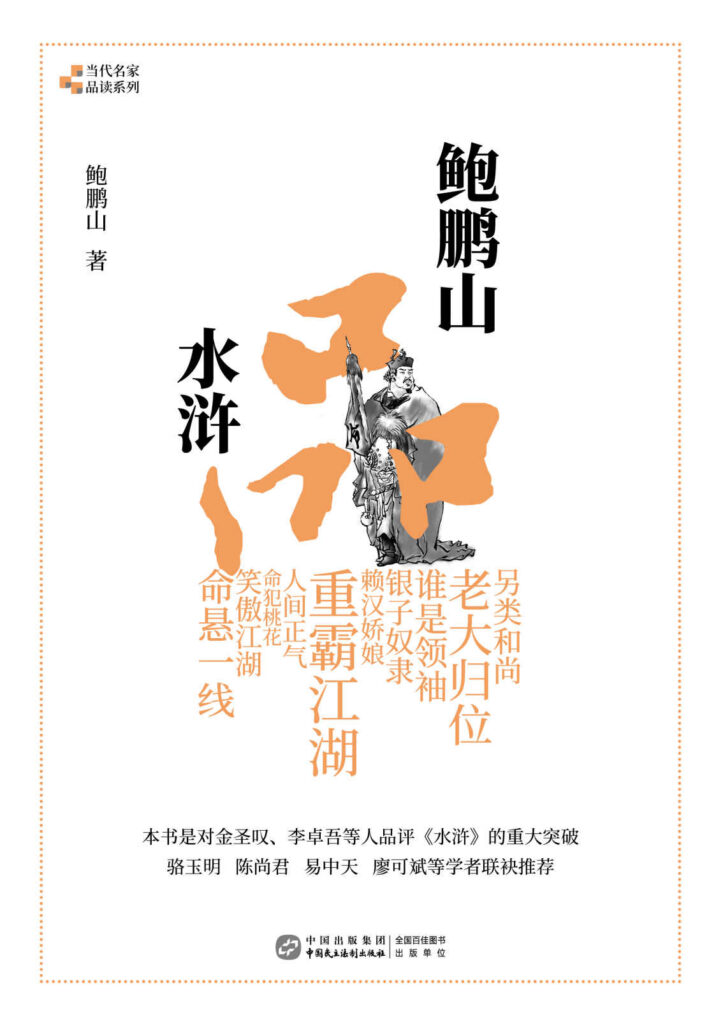 当代名家
品读系列
鲍鹏山 著
鲍鹏山
品
水浒
另类和尚
老大归位
谁是领袖
银子奴隶
赖汉娇娘
重霸江湖
人间正气
命犯桃花
笑傲江湖
命悬一线
本书是对金圣叹、李卓吾等人品评《水浒》的重大突破
骆玉明 陈尚君 易中天 廖可斌等学者联袂推荐
中国出版集团
中国民主法制出版社
全国百佳图书
出版单位